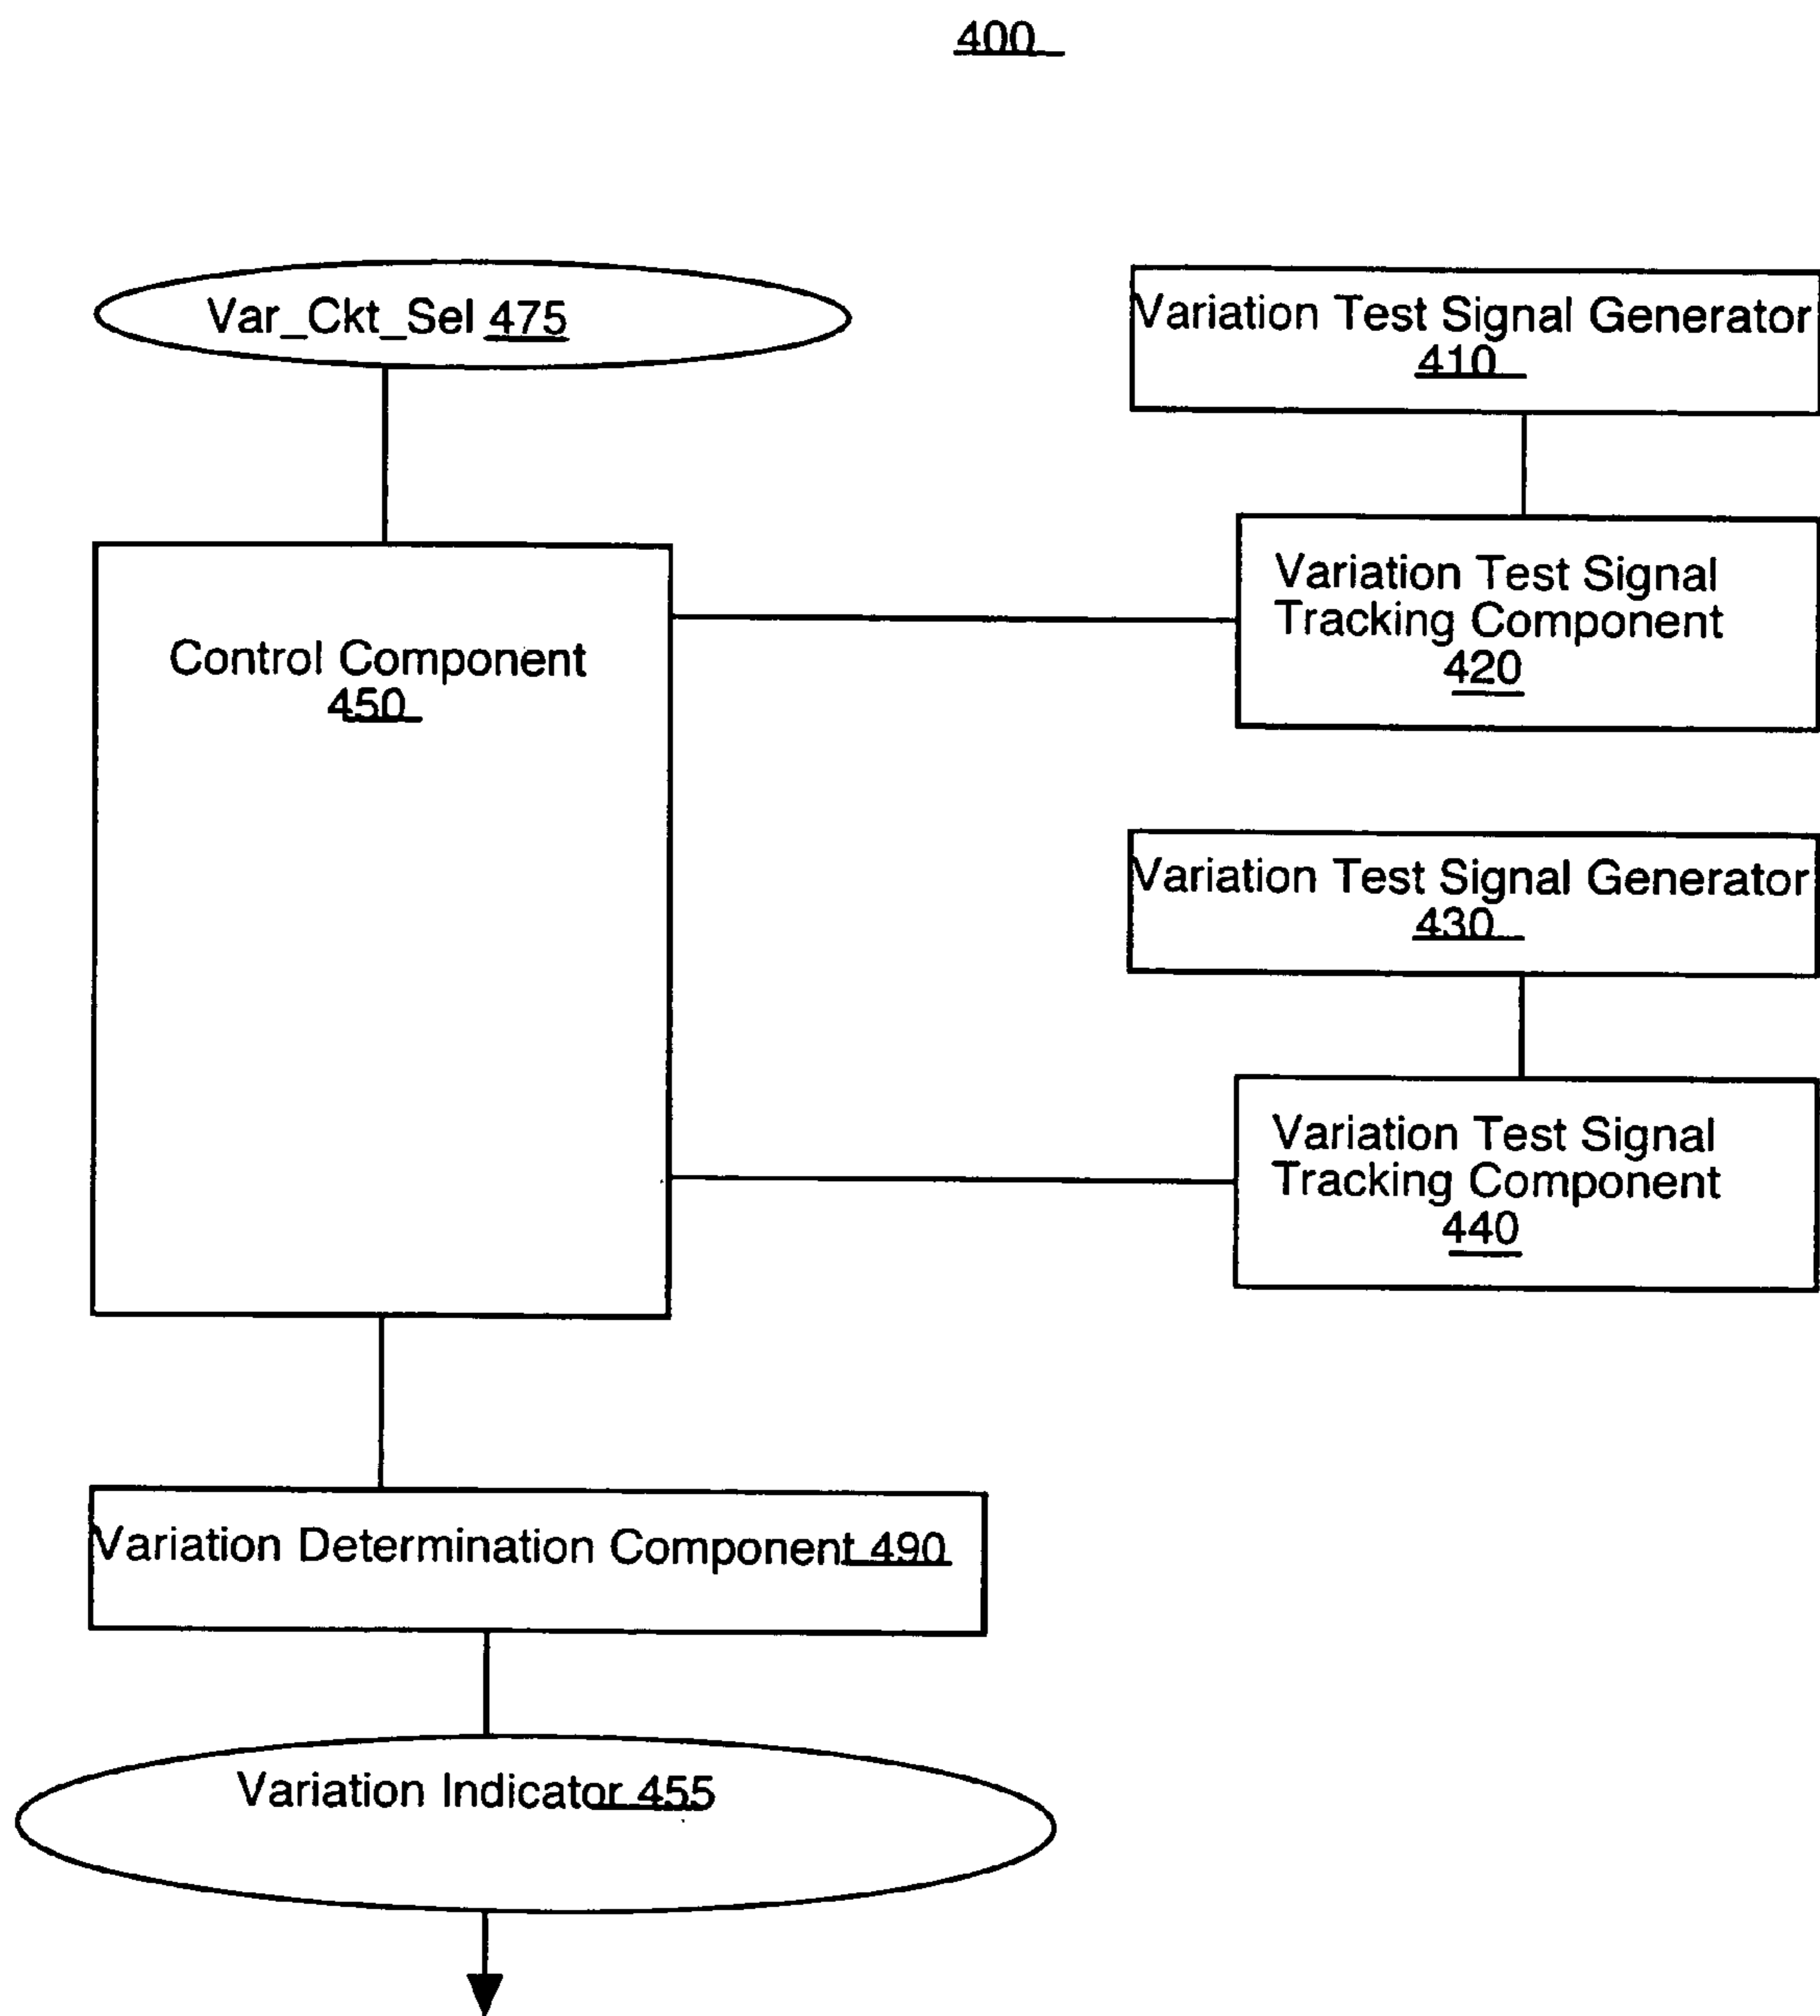 400
Var_Ckt_Sel 475
Variation Test Signal Generator
410
Control Component
450
Variation Test Signal
Tracking Component
420
Variation Test Signal Generator
430
Variation Test Signal
Tracking Component
440
Variation Determination Component 490
Variation Indicator 455